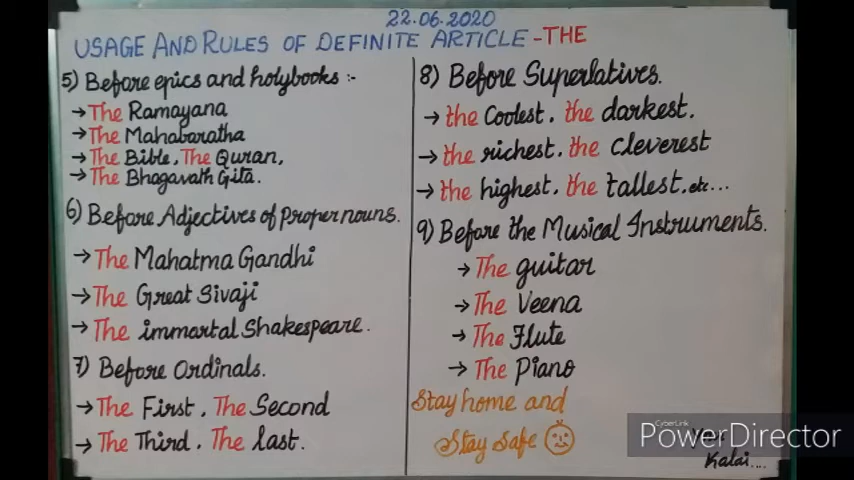 22.06.2020
USAGE AND RULES OF DEFINITE ARTICLE - THE
5) Before epics and holybooks :-
→ The Ramayana
→ The Mahabaratha
→ The Bible, The Quran,
→ The Bhagavath Gita.
6) Before Adjectives of Proper nouns.
→ The Mahatma Gandhi
→ The Great Sivaji
→ The immartal Shakespeare.
7) Before Ordinals.
→ The First, The Second
→ The Third, The last.
8) Before Superlatives.
→ the Coolest, the darkest.
→ the richest, the cleverest
→ the highest, the tallest, etc...
9) Before the Musical Instruments.
→ The guitar
→ The Veena
→ The Flute
→ The Piano
Stay home and
Stay safe
CyberLink
PowerDirector
Kalai....